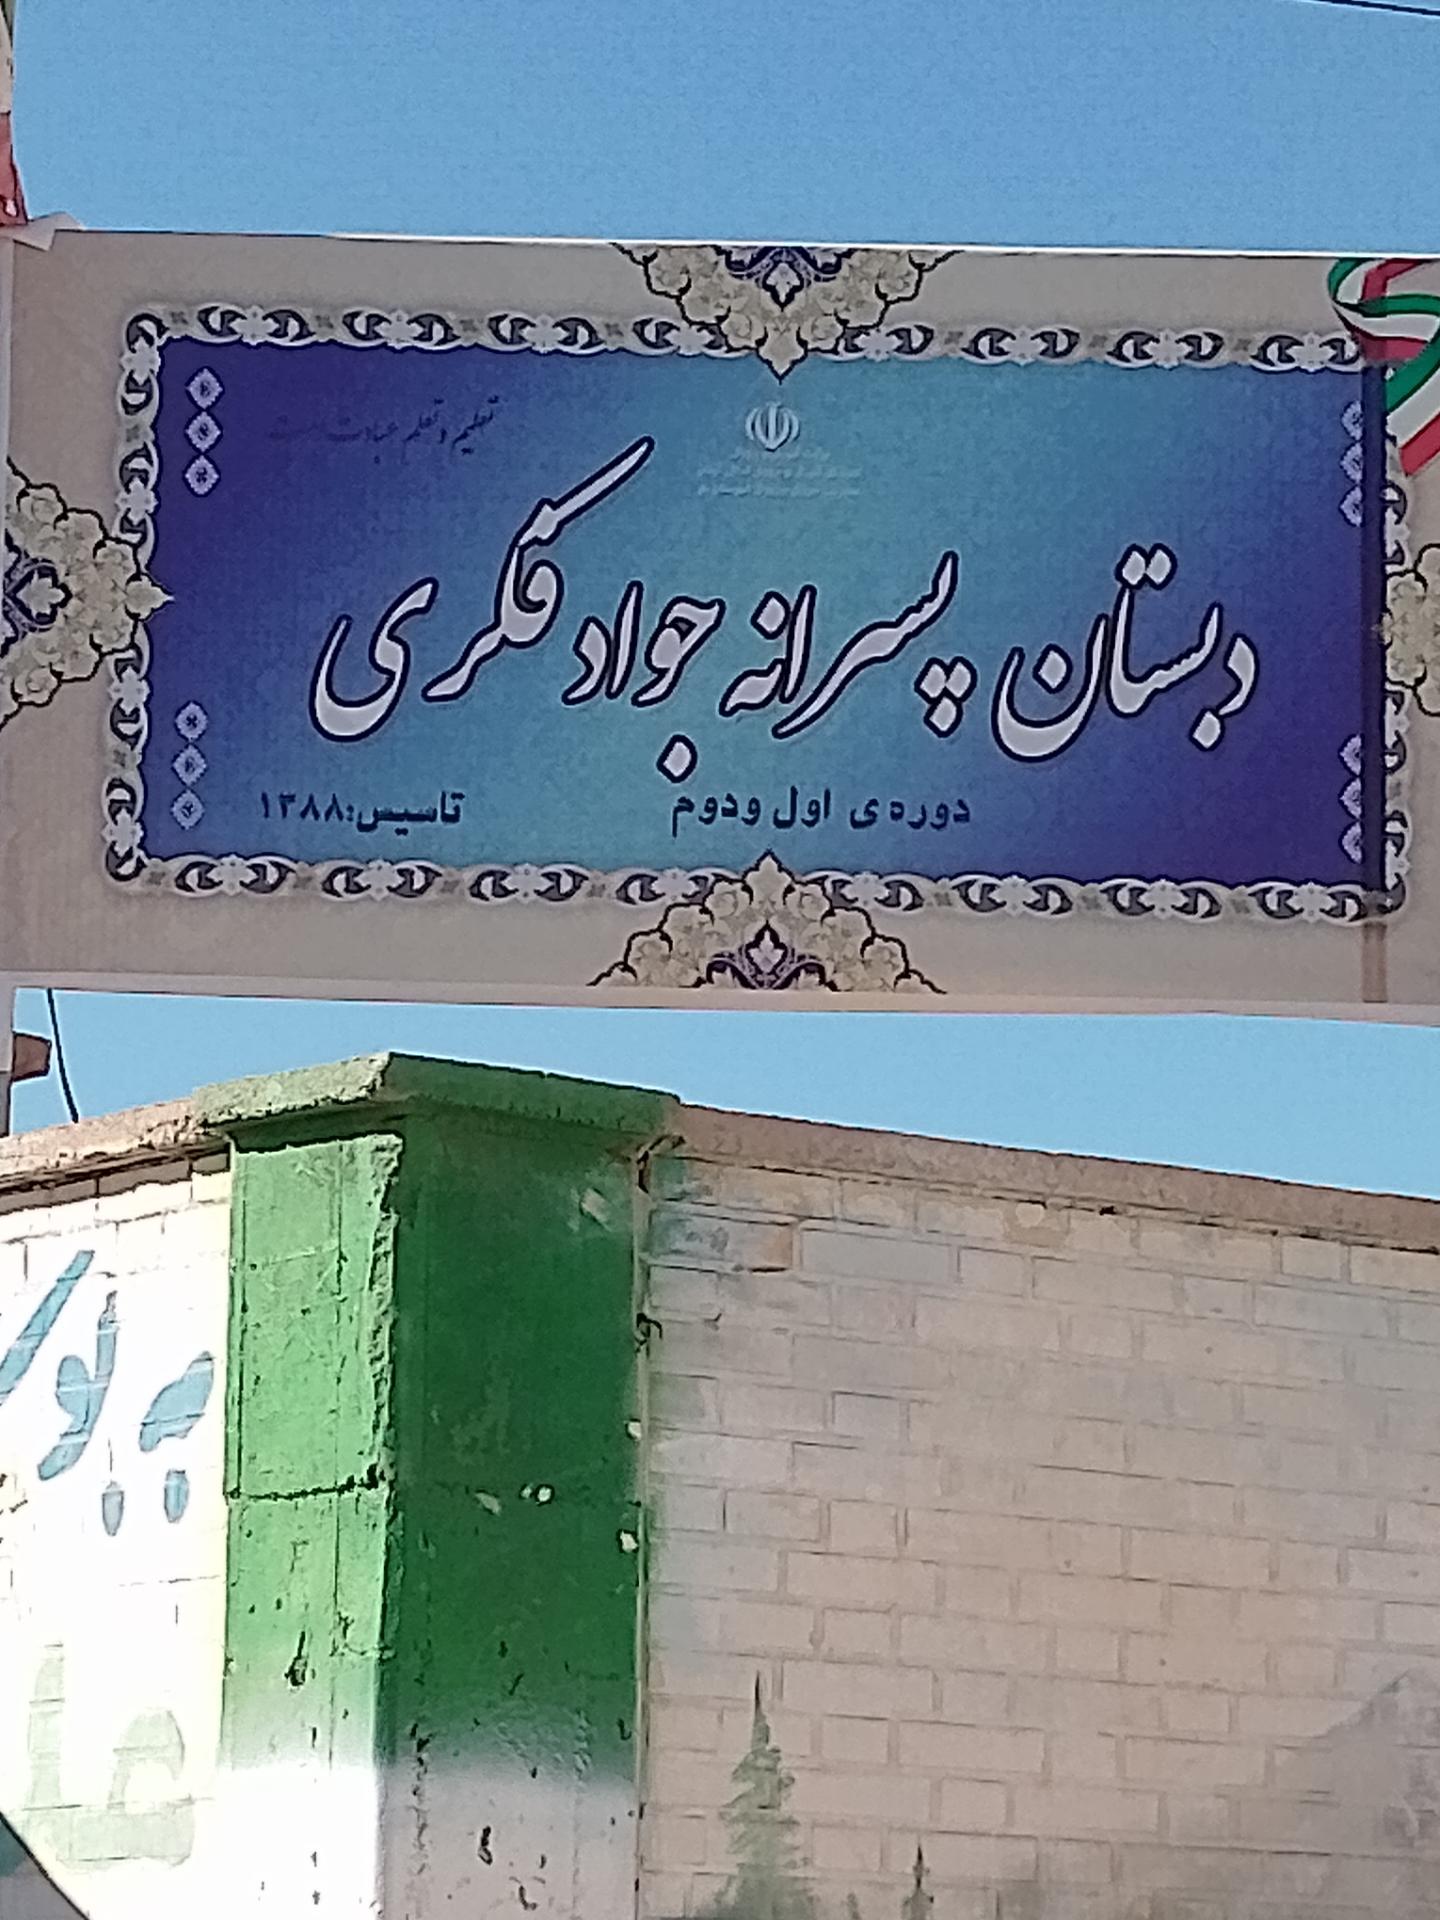 تعلیم و تعلم عبادت است
دبستان پسرانه جواد فکری
دوره ی اول ودوم
تاسیس:۱۳۸۸